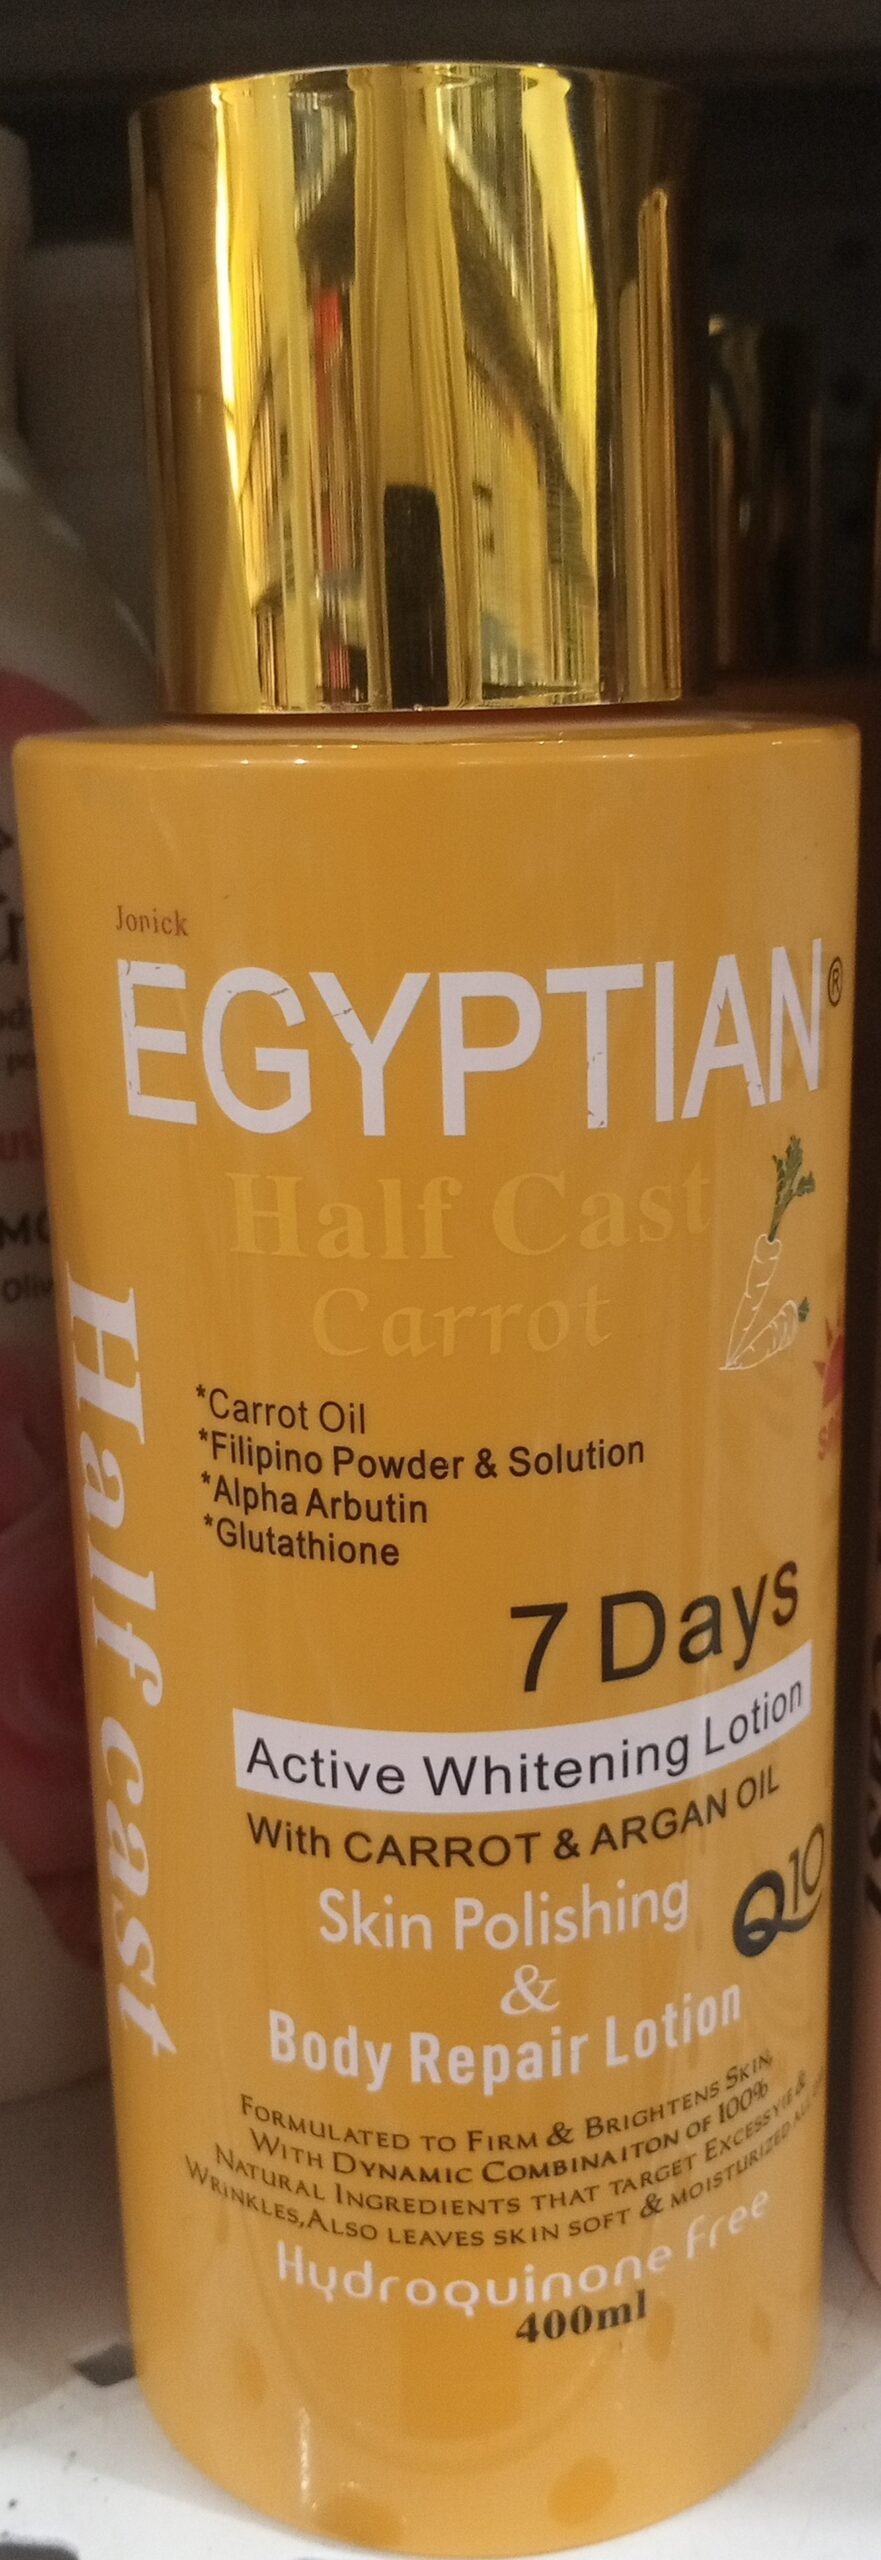 Jonick
EGYPTIAN®
Half Cast
Carrot
Half cast
*Carrot Oil
*Filipino Powder & Solution
*Alpha Arbutin
*Glutathione
7 Days
Active Whitening Lotion
With CARROT & ARGAN OIL
Q10
Skin Polishing
&
Body Repair Lotion
FORMULATED TO FIRM & BRIGHTENS SKIN,
WITH DYNAMIC COMBINAITON OF 100%
NATURAL INGREDIENTS THAT TARGET EXCESSYIE &
WRINKLES,ALSO LEAVES SKIN SOFT & MOISTURIZED ALL
Hydroquinone Free
400ml